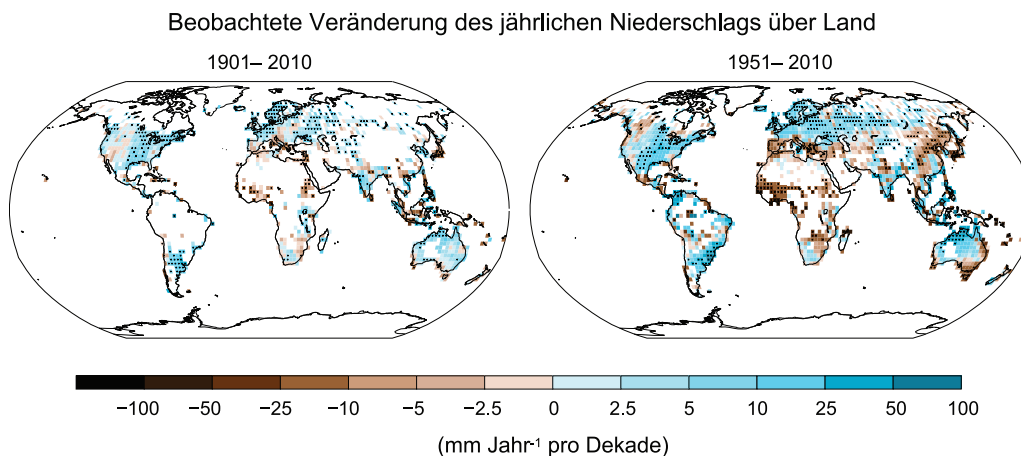 Beobachtete Veränderung des jährlichen Niederschlags über Land
1901– 2010
1951– 2010
−100 −50 −25 −10 −5 −2.5 0 2.5 5 10 25 50 100
(mm Jahr⁻¹ pro Dekade)